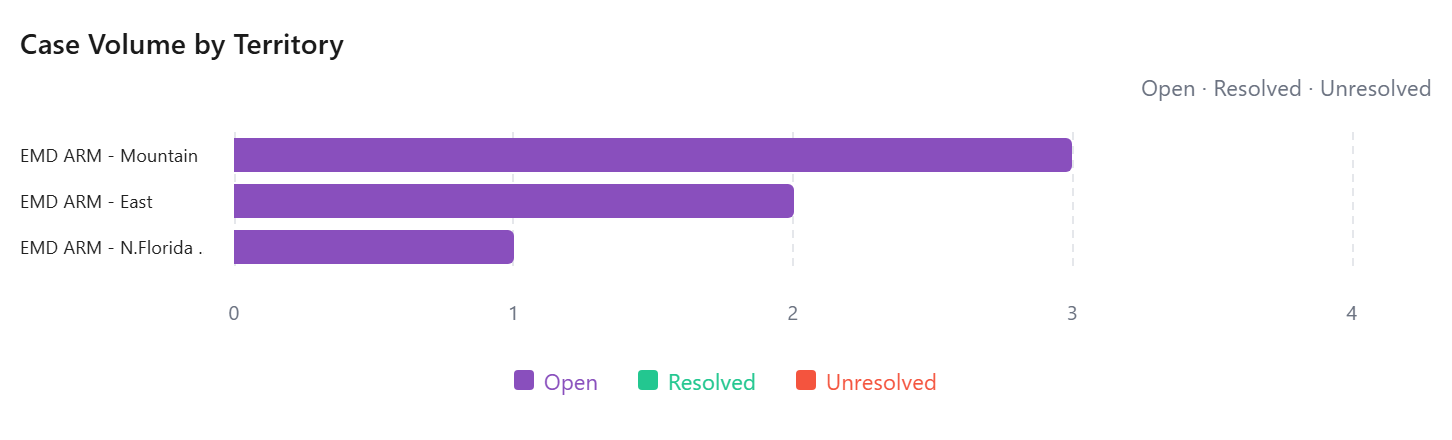 Case Volume by Territory
Open · Resolved · Unresolved
EMD ARM - Mountain
EMD ARM - East
EMD ARM - N.Florida .
0 1 2 3 4
Open Resolved Unresolved